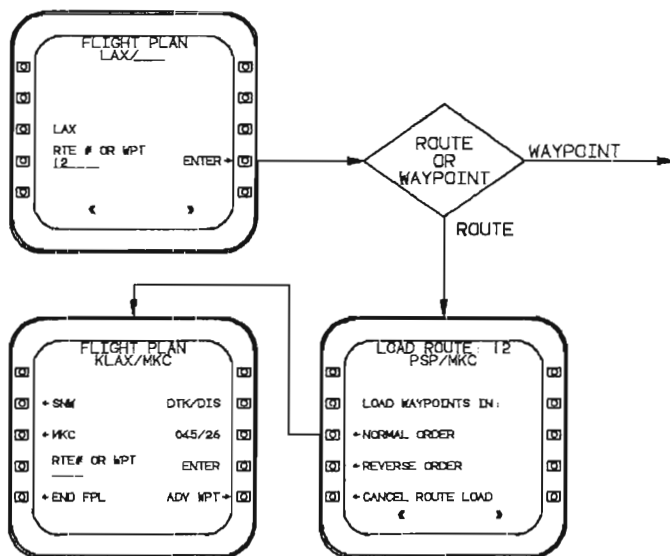 FLIGHT PLAN
LAX/___
LAX
RTE # OR WPT
12____
ENTER
ROUTE
OR
WAYPOINT
WAYPOINT
ROUTE
FLIGHT PLAN
KLAX/MKC
DTK/DIS
MKC
045/26
RTE# OR WPT
____
ENTER
END FPL
ADV WPT
LOAD ROUTE: 12
PSP/MKC
LOAD WAYPOINTS IN:
NORMAL ORDER
REVERSE ORDER
CANCEL ROUTE LOAD